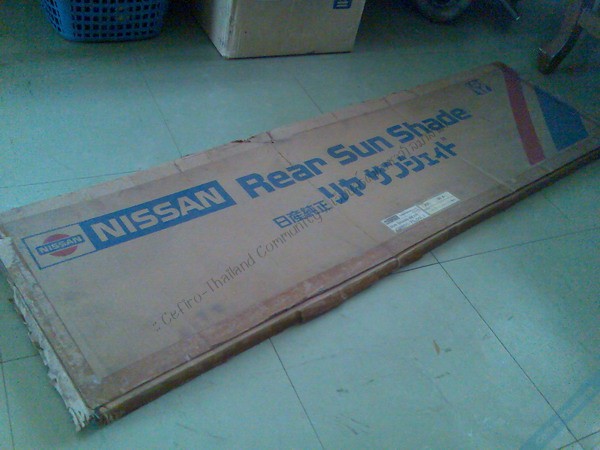 NISSAN
NISSAN
Rear Sun Shade
日産純正 リヤ サンシェイド
: Cefiro-Thailand Community